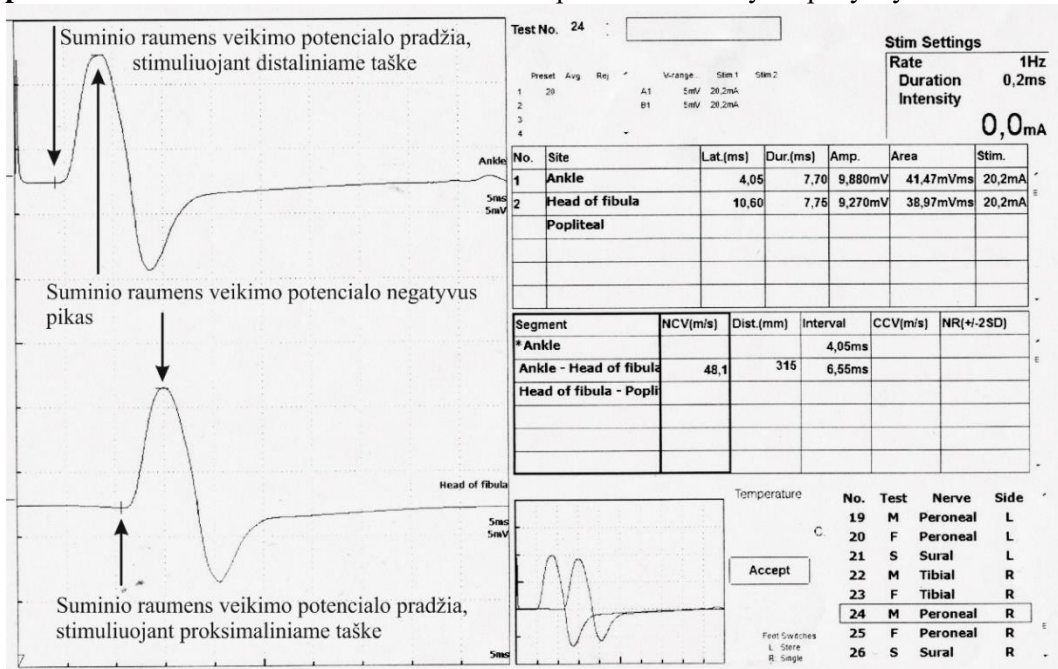 Suminio raumens veikimo potencialo pradžia,
stimuliuojant distaliniame taške
Ankle
5ms
5mV
Suminio raumens veikimo potencialo negatyvus
pikas
Head of fibula
5ms
5mV
Suminio raumens veikimo potencialo pradžia,
stimuliuojant proksimaliniame taške
5ms
Test No. 24 :
Preset Avg Rej V-range... Stim 1 Stim 2
1 20 A1 5mV 20,2mA
2 B1 5mV 20,2mA
3
4
Stim Settings
Rate 1Hz
Duration 0,2ms
Intensity
0,0mA
No. Site Lat.(ms) Dur.(ms) Amp. Area Stim.
1 Ankle 4,05 7,70 9,880mV 41,47mVms 20,2mA
2 Head of fibula 10,60 7,75 9,270mV 38,97mVms 20,2mA
Popliteal
Segment NCV(m/s) Dist.(mm) Interval CCV(m/s) NR(+/-2SD)
*Ankle 4,05ms
Ankle - Head of fibula 48,1 315 6,55ms
Head of fibula - Popli
Temperature
C.
Accept
Foot Switches
L Store
R: Single
No. Test Nerve Side
19 M Peroneal L
20 F Peroneal L
21 S Sural L
22 M Tibial R
23 F Tibial R
24 M Peroneal R
25 F Peroneal R
26 S Sural R